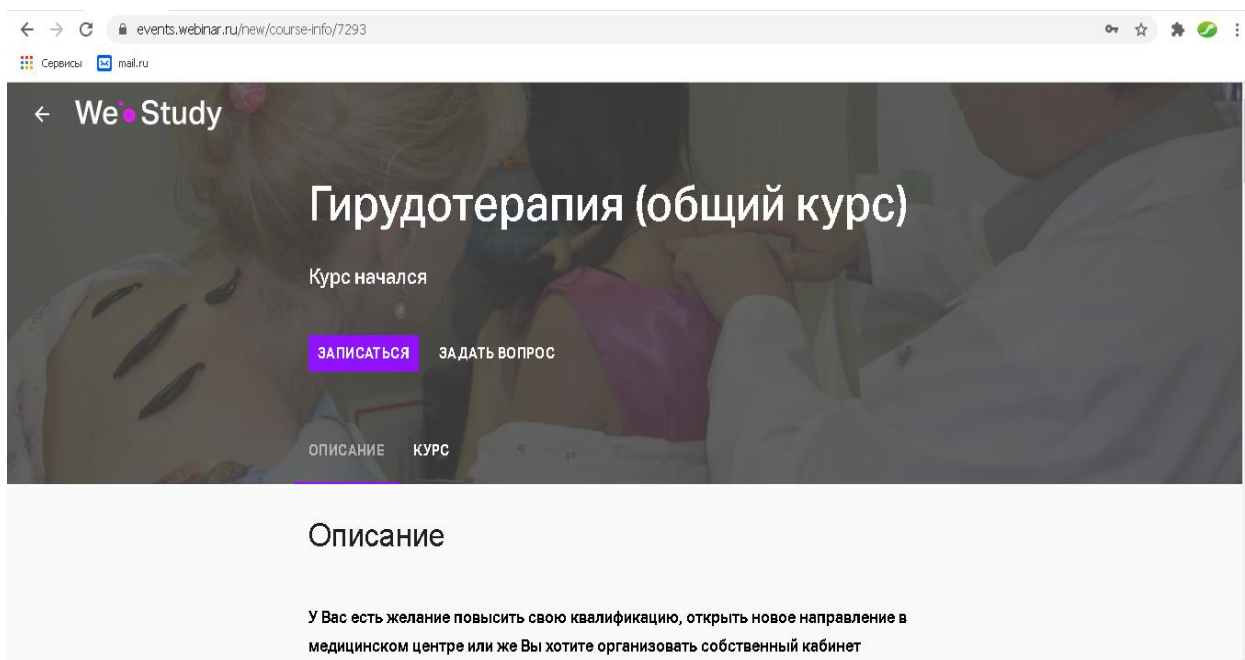 events.webinar.ru/new/course-info/7293
Сервисы mail.ru
We Study
Гирудотерапия (общий курс)
Курс начался
ЗАПИСАТЬСЯ ЗАДАТЬ ВОПРОС
ОПИСАНИЕ КУРС
Описание
У Вас есть желание повысить свою квалификацию, открыть новое направление в
медицинском центре или же Вы хотите организовать собственный кабинет